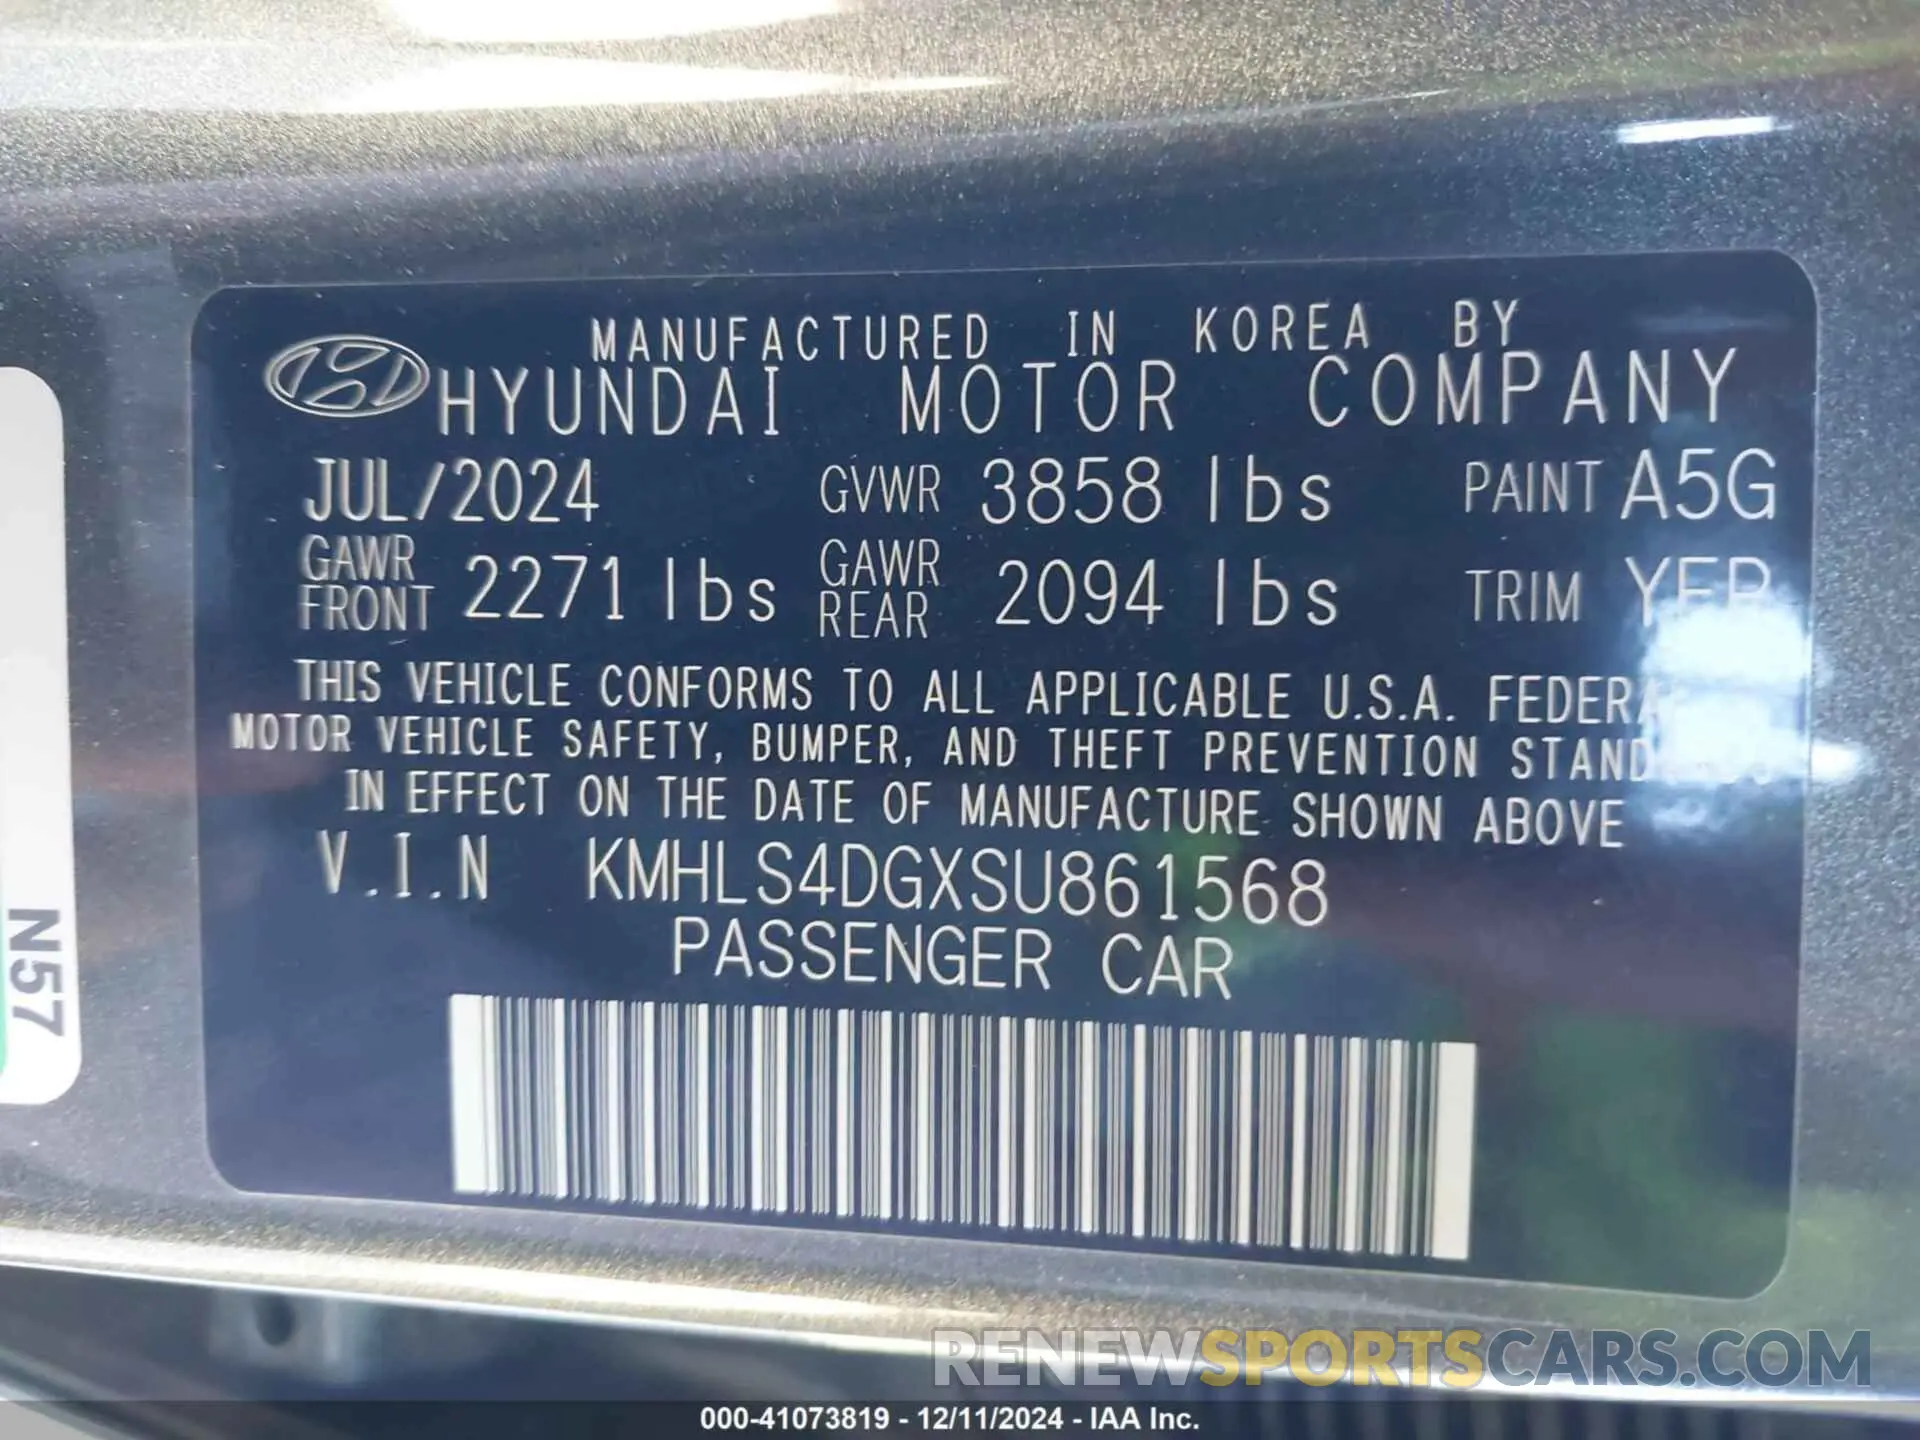 MANUFACTURED IN KOREA BY
HYUNDAI MOTOR COMPANY
JUL/2024 GVWR 3858 lbs PAINT A5G
GAWR FRONT 2271 lbs GAWR REAR 2094 lbs TRIM
THIS VEHICLE CONFORMS TO ALL APPLICABLE U.S.A. FEDERAL
MOTOR VEHICLE SAFETY, BUMPER, AND THEFT PREVENTION STANDARDS
IN EFFECT ON THE DATE OF MANUFACTURE SHOWN ABOVE
V.I.N KMHLS4DGXSU861568
PASSENGER CAR
N57
RENEWSPORTSCARS.COM
000-41073819 - 12/11/2024 - IAA Inc.